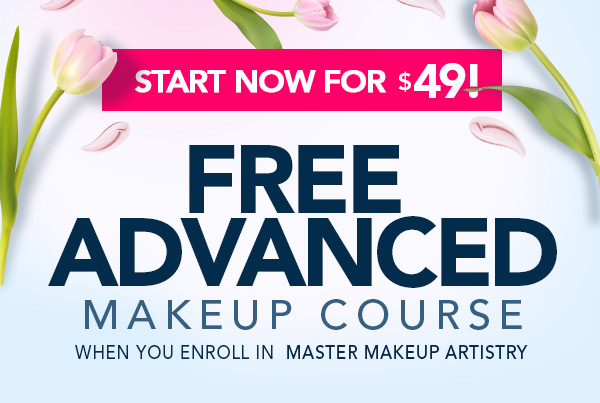 START NOW FOR $49!
FREE
ADVANCED
MAKEUP COURSE
WHEN YOU ENROLL IN MASTER MAKEUP ARTISTRY